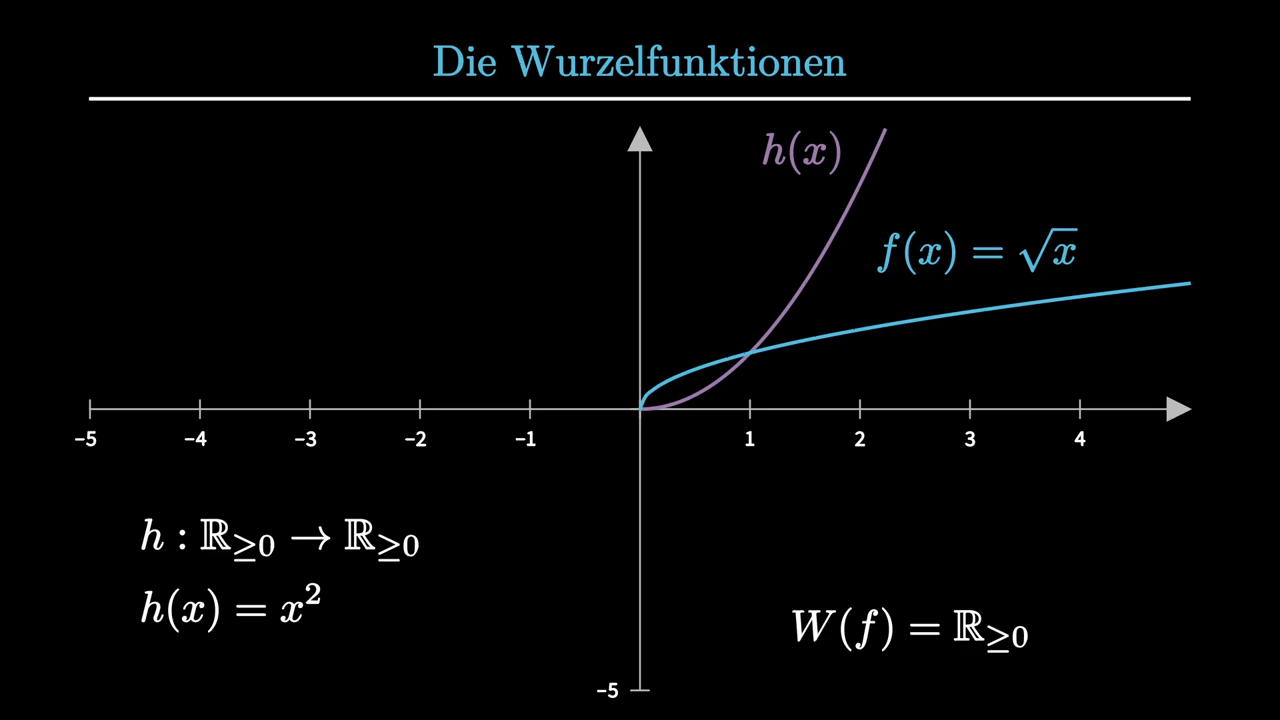 Die Wurzelfunktionen
h(x)
f(x) = √x
-5 -4 -3 -2 -1 1 2 3 4
h : ℝ≥0 → ℝ≥0
h(x) = x²
W(f) = ℝ≥0
-5